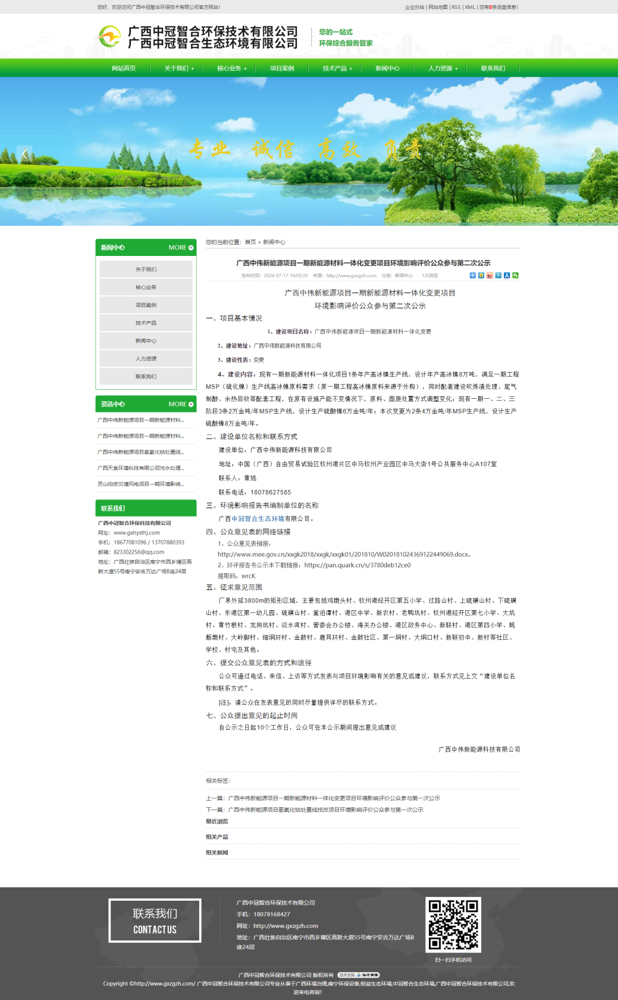 您好，欢迎访问广西中冠智合环保技术有限公司官方网站！
企业分站 | 网站地图 | RSS | XML | 您有0条询盘信息！
广西中冠智合环保技术有限公司
广西中冠智合生态环境有限公司
您的一站式
环保综合服务管家
网站首页 关于我们 + 核心业务 + 项目案例 技术产品 + 新闻中心 人力资源 + 联系我们
专业 诚信 高效 负责
新闻中心 MORE
关于我们
核心业务
项目案例
技术产品
新闻中心
人力资源
联系我们
资讯中心 MORE
广西中伟新能源项目一期新能源材料...
广西中伟新能源项目一期新能源材料...
广西中伟新能源项目氢氧化钴处置线...
广西天宜环境科技有限公司污水处理...
灵山伯劳汉塘风电项目一期环境影响...
联系我们
广西中冠智合环保科技有限公司
网址：www.gxhysthj.com
手机：18677081096 / 13707880393
邮箱：823302256@qq.com
地址：广西壮族自治区南宁市西乡塘区高
新大道55号南宁安吉万达广场B座24层
您的当前位置：首页 > 新闻中心
广西中伟新能源项目一期新能源材料一体化变更项目环境影响评价公众参与第二次公示
发布时间：2024-07-17 16:02:39 来源：http://www.gxzgzh.com 分类：新闻中心 1次浏览
广西中伟新能源项目一期新能源材料一体化变更项目
环境影响评价公众参与第二次公示
一、项目基本情况
1、建设项目名称：广西中伟新能源项目一期新能源材料一体化变更
2、建设地址：广西中伟新能源科技有限公司
3、建设性质：变更
4、建设内容：现有一期新能源材料一体化项目1条年产高冰镍生产线，设计年产高冰镍8万吨，满足一期工程
MSP（硫化镍）生产线高冰镍原料需求（原一期工程高冰镍原料来源于外购），同时配套建设吹炼渣处理、尾气
制酸、余热回收等配套工程，在原有设施产能不变情况下，原料、固废处置方式调整变化；现有一期一、二、三
阶段3条2万金吨/年MSP生产线，设计生产硫酸镍6万金吨/年；本次变更为2条4万金吨/年MSP生产线，设计生产
硫酸镍8万金吨/年。
二、建设单位名称和联系方式
建设单位：广西中伟新能源科技有限公司
地址：中国（广西）自由贸易试验区钦州港片区中马钦州产业园区中马大街1号公共服务中心A107室
联系人：黄旭
联系电话：18078627585
三、环境影响报告书编制单位的名称
广西中冠智合生态环境有限公司。
四、公众意见表的网络链接
1、公众意见表链接：
http://www.mee.gov.cn/xxgk2018/xxgk/xxgk01/201810/W020181024369122449069.docx。
2、环评报告书公示本下载链接：https://pan.quark.cn/s/3780deb12ce0
提取码：wrcK
五、征求意见范围
厂界外延3800m的矩形区域，主要包括鸡墩头村、钦州港经开区第五小学、过路山村、上硫磺山村、下硫磺
山村、东港区第一幼儿园、硫磺山村、鲎泊潭村、港区中学、新农村、老鸭坑村、钦州港经开区第七小学、大坑
村、黄竹根村、龙狗坑村、淡水湾村、管委会办公楼、海关办公楼、港区政务中心、新联村、港区第四小学、蚝
蛎墩村、大岭脚村、细坰环村、金鼓村、鹿耳环村、金鼓社区、第一坰村、大坰口村、新联初中、新村等社区、
学校、村屯及其他。
六、提交公众意见表的方式和途径
公众可通过电话、来信、上访等方式发表与项目环境影响有关的意见或建议，联系方式见上文“建设单位名
称和联系方式”。
[注]：请公众在发表意见的同时尽量提供详尽的联系方式。
七、公众提出意见的起止时间
自公示之日起10个工作日，公众可在本公示期间提出意见或建议
广西中伟新能源科技有限公司
相关标签：
上一篇：广西中伟新能源项目一期新能源材料一体化变更项目环境影响评价公众参与第一次公示
下一篇：广西中伟新能源项目氢氧化钴处置线技改项目环境影响评价公众参与第一次公示
最近浏览
相关产品
相关新闻
联系我们
CONTACT US
广西中冠智合环保技术有限公司
手机：18078168427
网址：http://www.gxzgzh.com
地址：广西壮族自治区南宁市西乡塘区高新大道55号南宁安吉万达广场B
座24层
扫一扫手机访问
广西中冠智合环保技术有限公司 版权所有 技术支持：
Copyright ©http://www.gxzgzh.com/ 广西中冠智合环保技术有限公司专业从事于广西环境治理,南宁环保设备,恒益生态环境,中冠智合生态环境,广西中冠智合环保技术有限公司,欢
迎来电咨询！